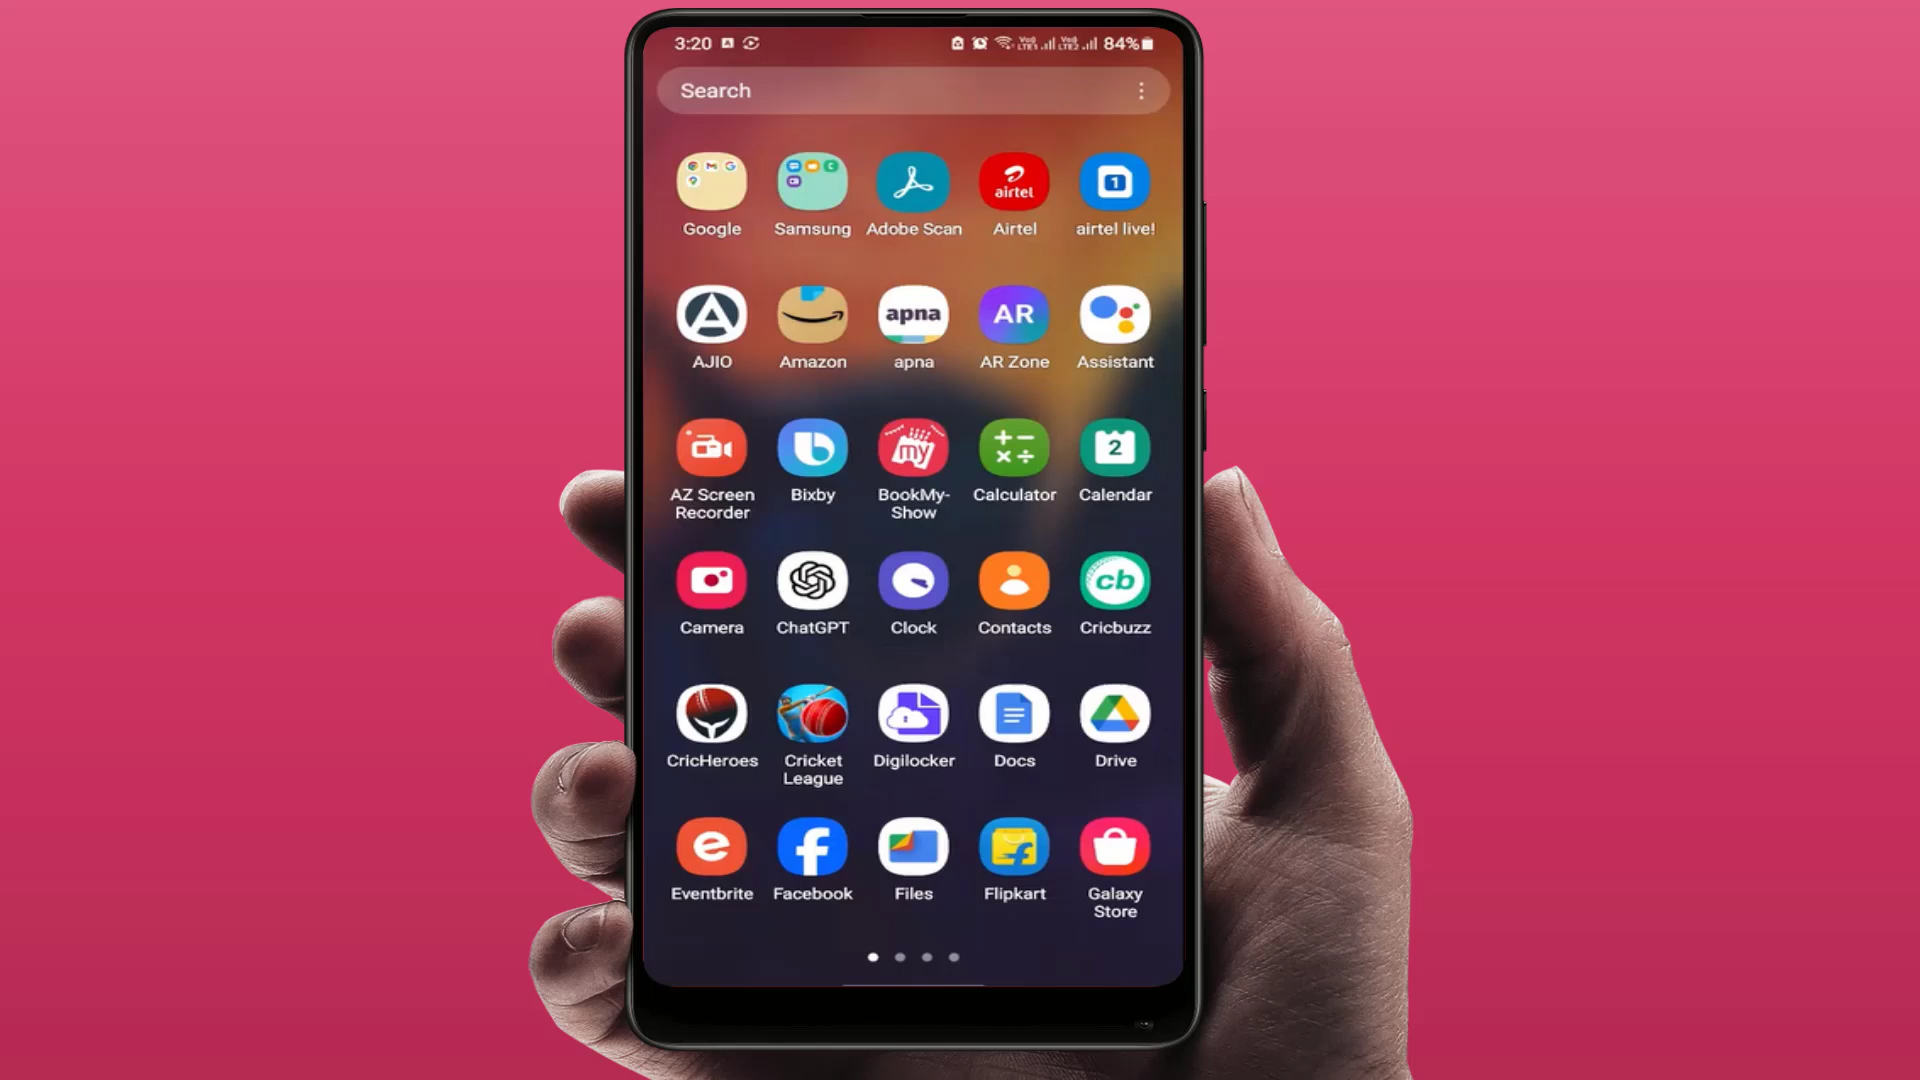 3:20 84%
Search
Google Samsung Adobe Scan airtel Airtel 1 airtel live!
AJIO Amazon apna apna AR AR Zone Assistant
AZ Screen Recorder Bixby my BookMy-Show Calculator 2 Calendar
Camera ChatGPT Clock Contacts cb Cricbuzz
CricHeroes Cricket League Digilocker Docs Drive
e Eventbrite f Facebook Files f Flipkart Galaxy Store